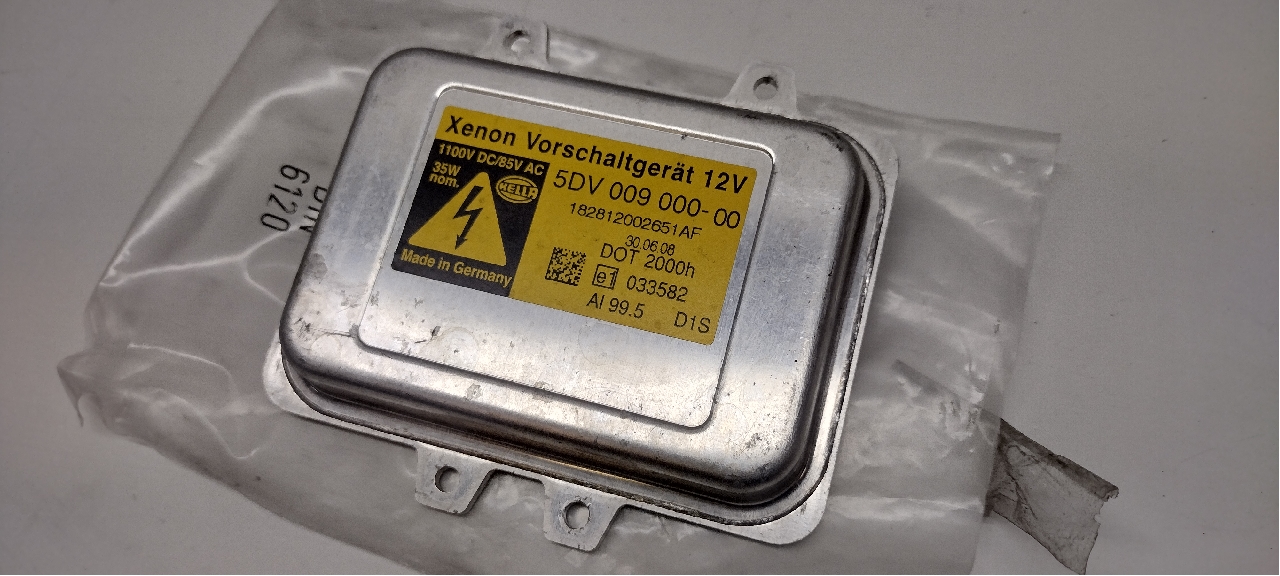 Xenon Vorschaltgerät 12V
1100V DC/85V AC
35W
nom.
HELLA
Made in Germany
5DV 009 000-00
182812002651AF
30.06.08
DOT 2000h
e1 033582
Al 99.5 D1S
DIN
6120